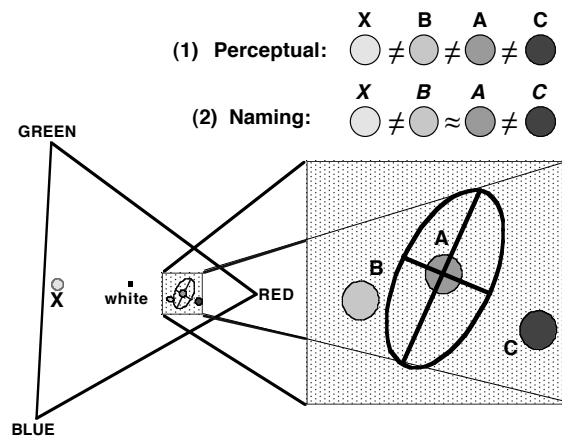 X B A C
(1) Perceptual: ≠ ≠ ≠
X B A C
(2) Naming: ≠ ≈ ≠
GREEN
A
B
RED
X
white
C
BLUE